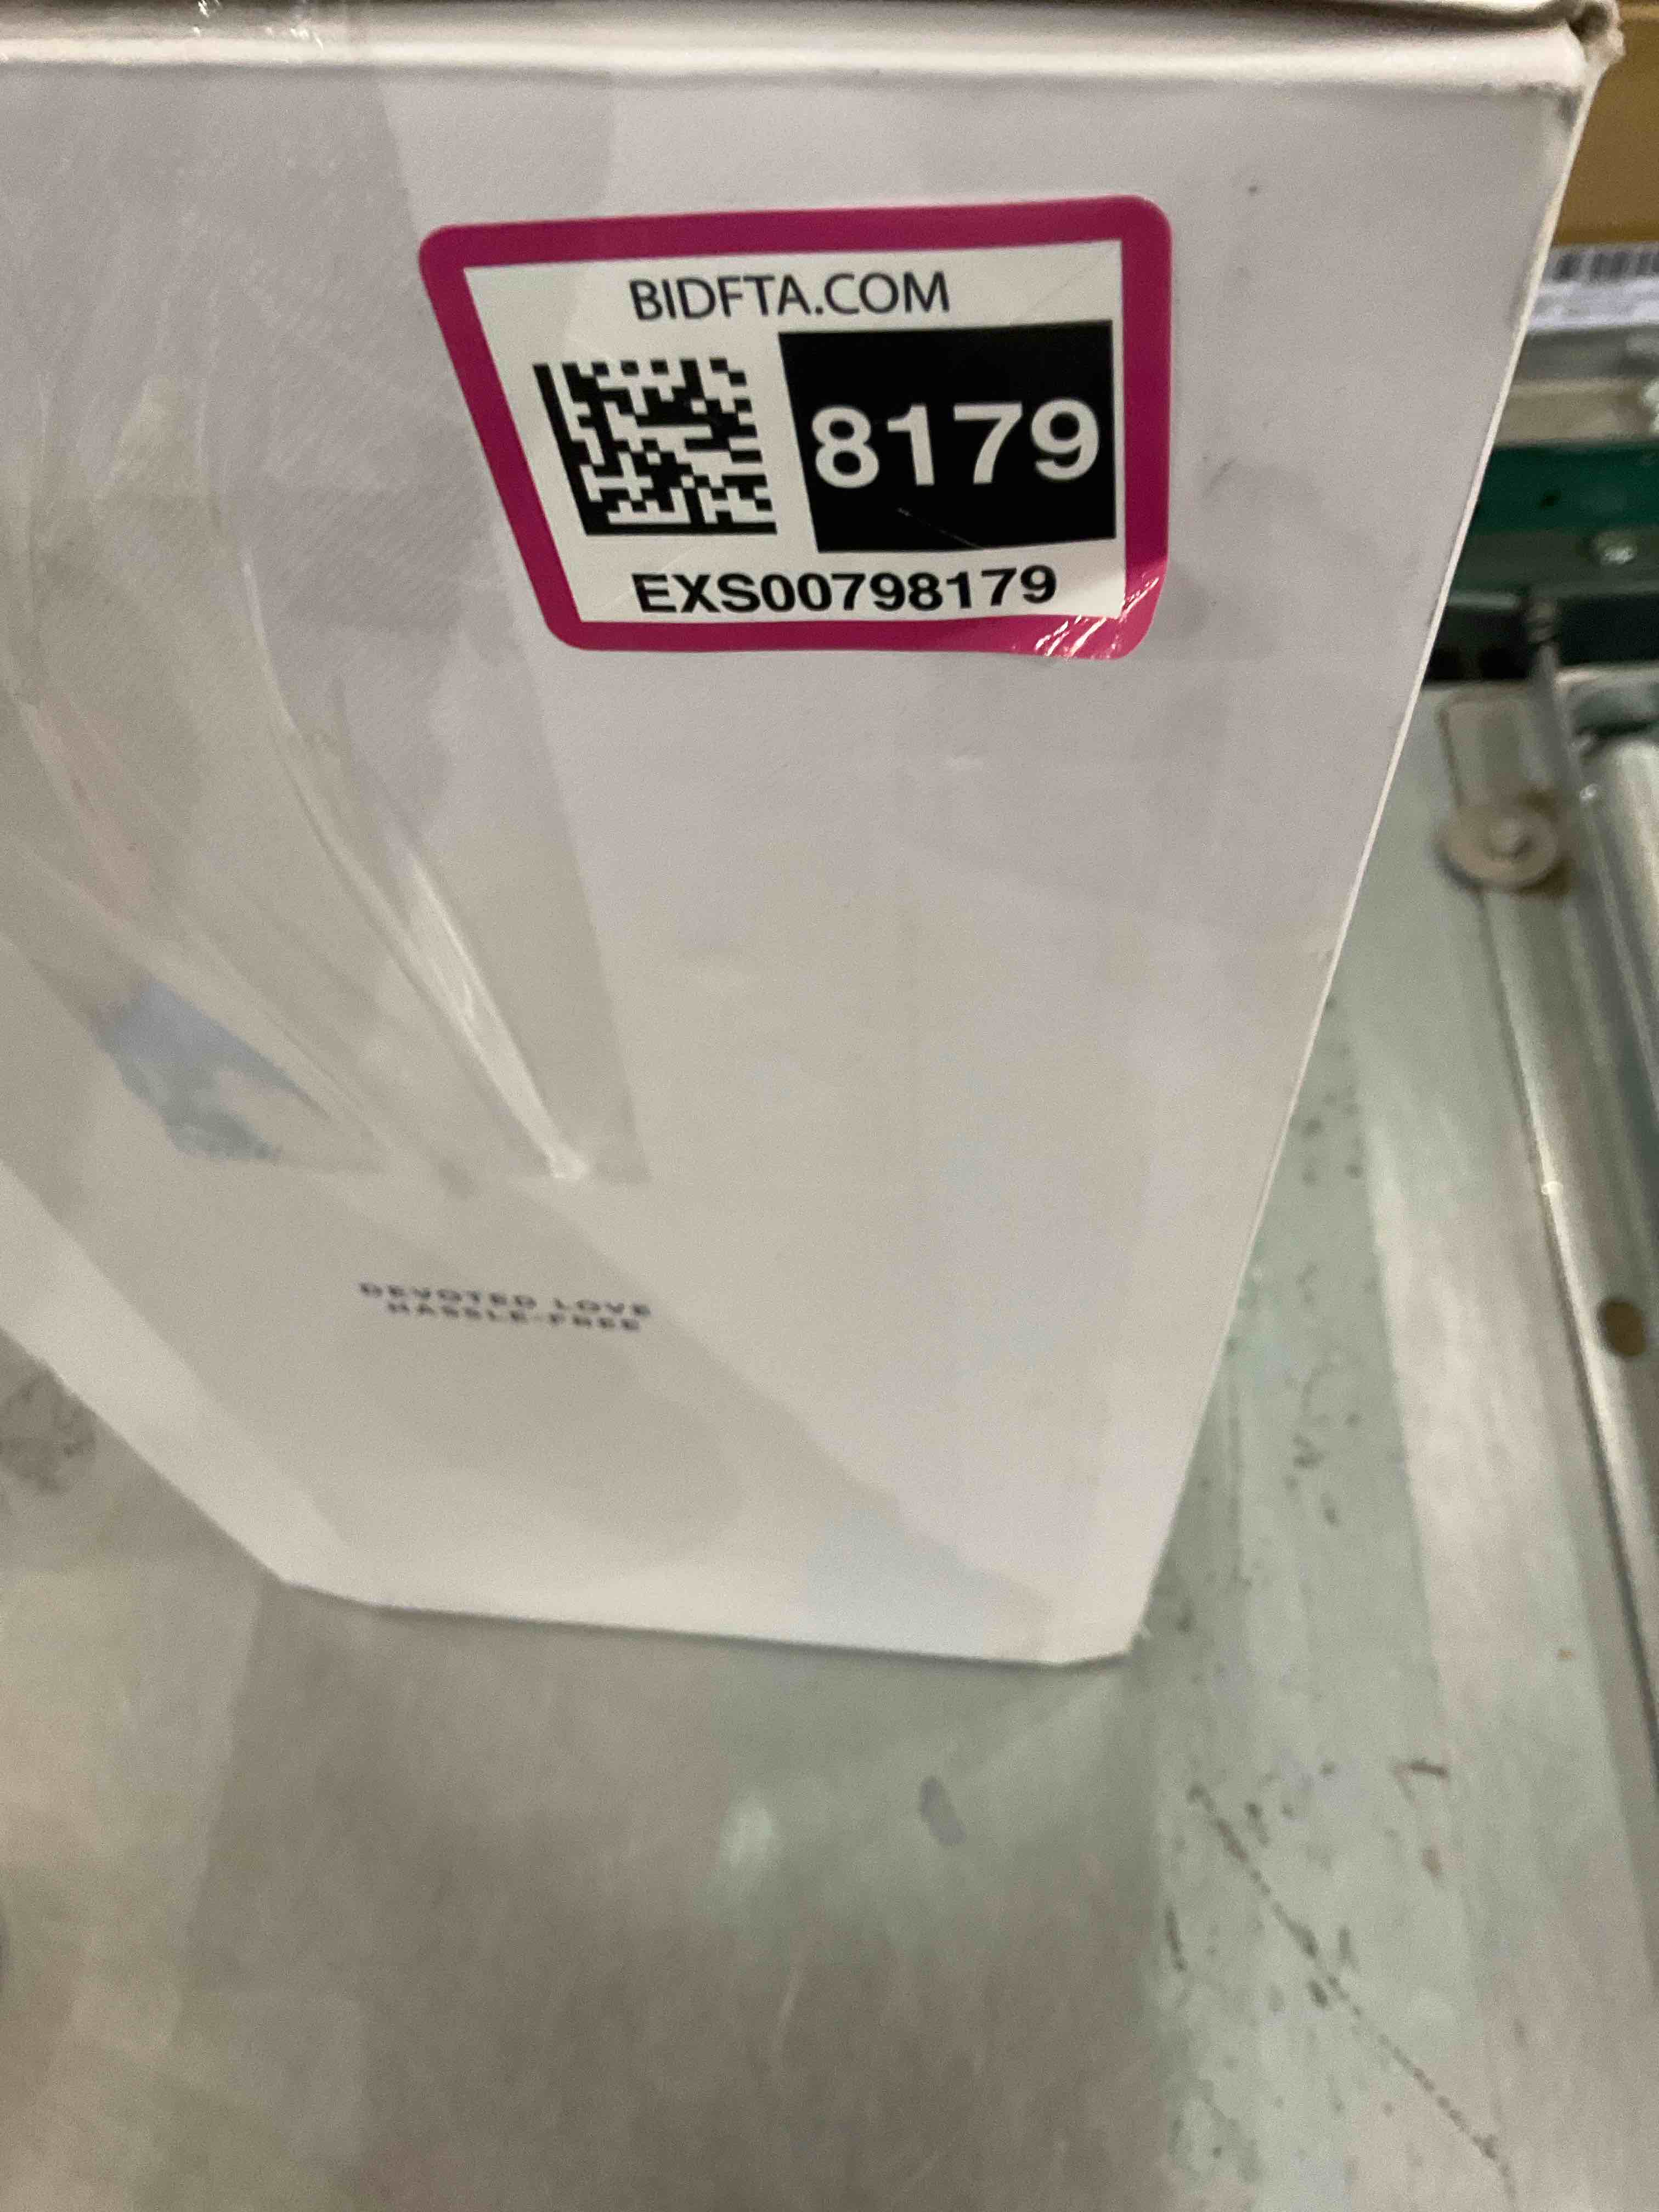 BIDFTA.COM
8179
EXS00798179
DEVOTED LOVE
HASSLE-FREE